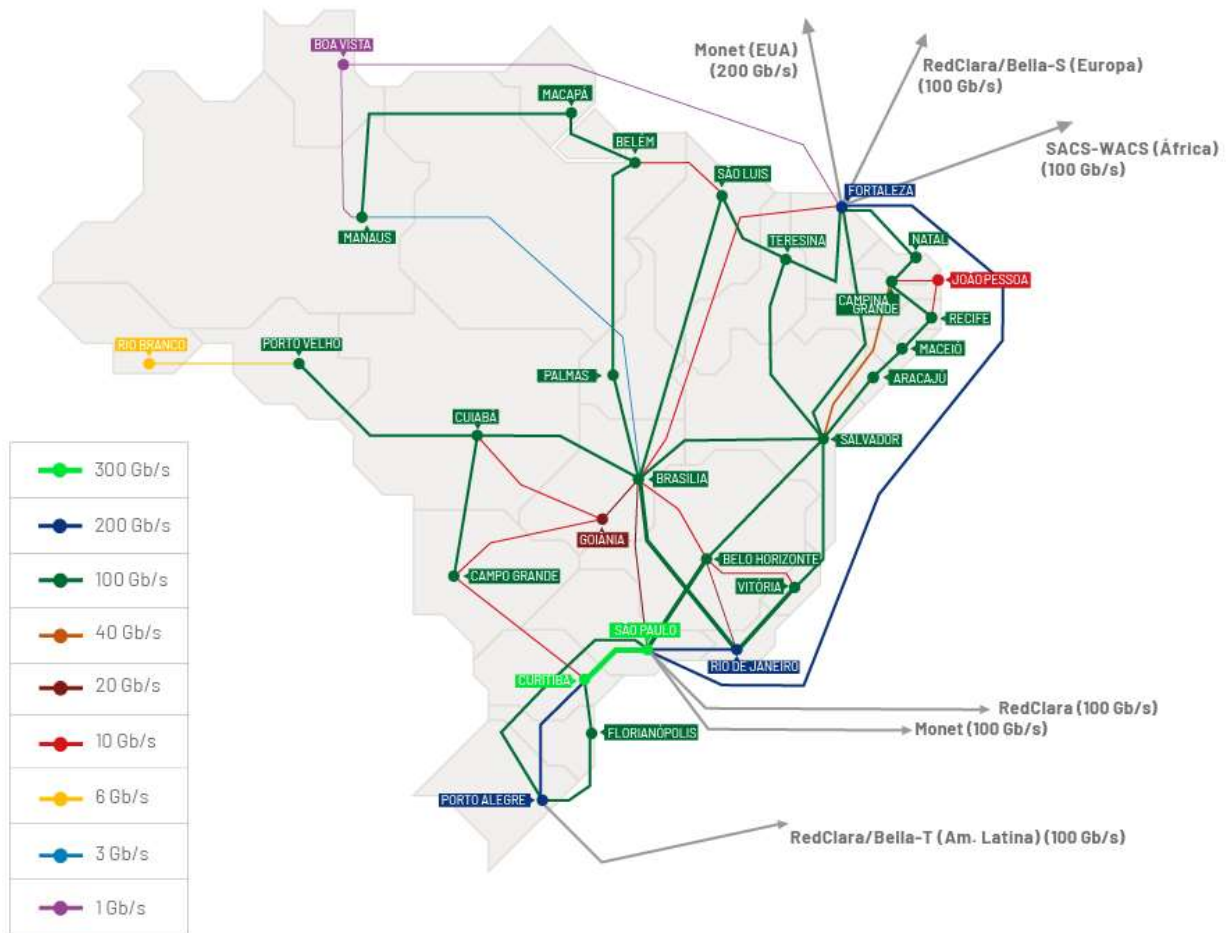 BOA VISTA
Monet (EUA)
(200 Gb/s)
RedClara/Bella-S (Europa)
(100 Gb/s)
MACAPÁ
SACS-WACS (África)
(100 Gb/s)
BELÉM
SÃO LUIS
FORTALEZA
MANAUS
TERESINA
NATAL
JOÃO PESSOA
CAMPINA
GRANDE
RECIFE
RIO BRANCO
PORTO VELHO
MACEIÓ
PALMAS
ARACAJÚ
CUIABÁ
SALVADOR
BRASÍLIA
GOIÂNIA
BELO HORIZONTE
CAMPO GRANDE
VITÓRIA
SÃO PAULO
RIO DE JANEIRO
CURITIBA
RedClara (100 Gb/s)
Monet (100 Gb/s)
FLORIANÓPOLIS
PORTO ALEGRE
RedClara/Bella-T (Am. Latina) (100 Gb/s)
300 Gb/s
200 Gb/s
100 Gb/s
40 Gb/s
20 Gb/s
10 Gb/s
6 Gb/s
3 Gb/s
1 Gb/s